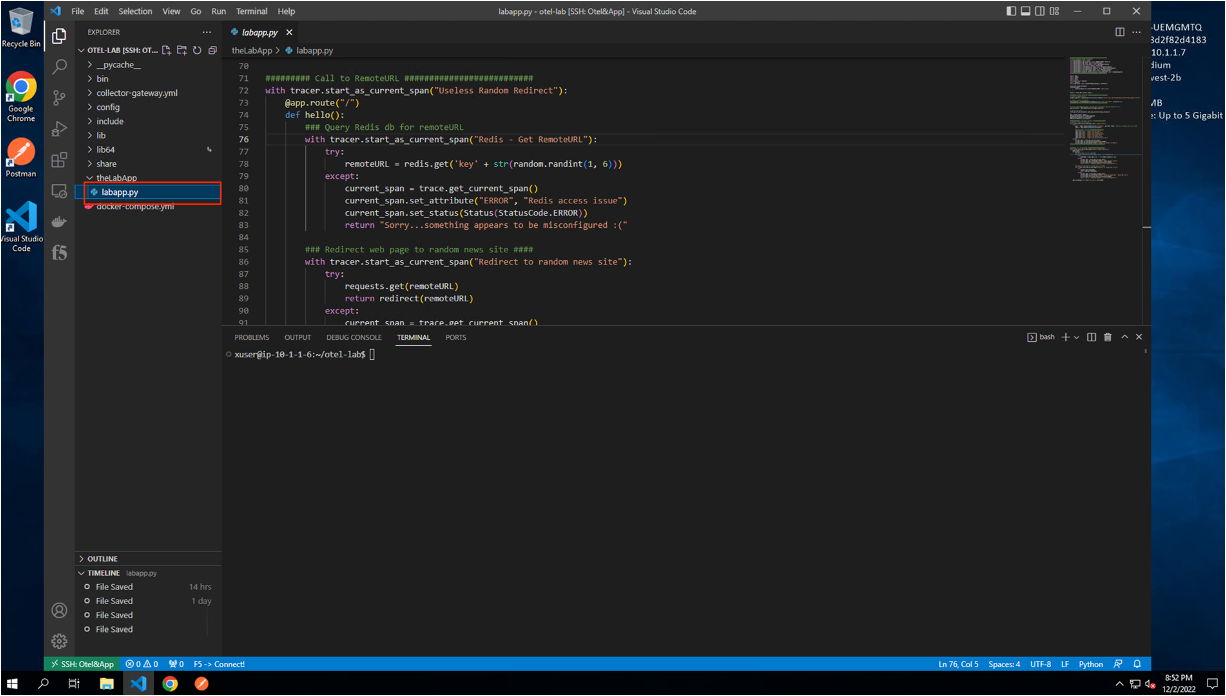 Recycle Bin
Google
Chrome
Postman
Visual Studio
Code
File Edit Selection View Go Run Terminal Help
labapp.py - otel-lab [SSH: Otel&App] - Visual Studio Code
EXPLORER
OTEL-LAB [SSH: OT...
__pycache__
bin
collector-gateway.yml
config
include
lib
lib64
share
theLabApp
labapp.py
docker-compose.yml
OUTLINE
TIMELINE labapp.py
File Saved 14 hrs
File Saved 1 day
File Saved
File Saved
labapp.py
theLabApp > labapp.py
70
71 ######### Call to RemoteURL ##########################
72 with tracer.start_as_current_span("Useless Random Redirect"):
73 @app.route("/")
74 def hello():
75 ### Query Redis db for remoteURL
76 with tracer.start_as_current_span("Redis - Get RemoteURL"):
77 try:
78 remoteURL = redis.get('key' + str(random.randint(1, 6)))
79 except:
80 current_span = trace.get_current_span()
81 current_span.set_attribute("ERROR", "Redis access issue")
82 current_span.set_status(Status(StatusCode.ERROR))
83 return "Sorry...something appears to be misconfigured :("
84
85 ### Redirect web page to random news site ####
86 with tracer.start_as_current_span("Redirect to random news site"):
87 try:
88 requests.get(remoteURL)
89 return redirect(remoteURL)
90 except:
91 current_span = trace.get_current_span()
PROBLEMS OUTPUT DEBUG CONSOLE TERMINAL PORTS
bash
xuser@ip-10-1-1-6:~/otel-lab$
SSH: Otel&App 0 0 0 F5 -> Connect!
Ln 76, Col 5 Spaces: 4 UTF-8 LF Python
-UEMGMTQ
3d2f82d4183
10.1.1.7
dium
west-2b
MB
e: Up to 5 Gigabit
f5
8:52 PM
12/2/2022